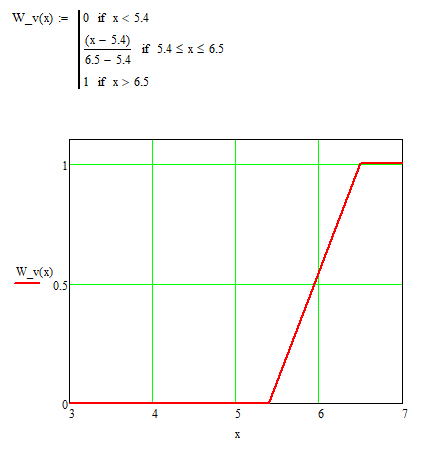 W_v(x) := 0 if x < 5.4
(x − 5.4)
6.5 − 5.4
if 5.4 ≤ x ≤ 6.5
1 if x > 6.5
1
W_v(x)
0.5
0
3 4 5 6 7
x